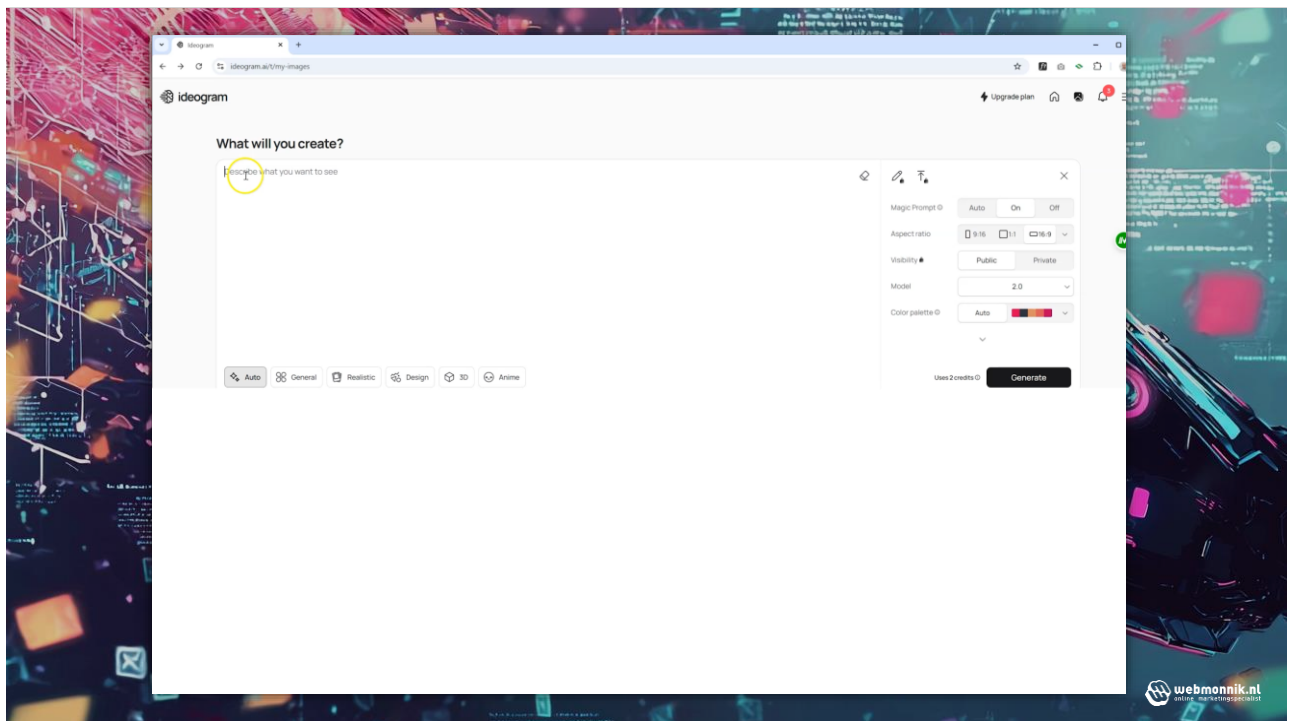 Ideogram
ideogram.ai/t/my-images
ideogram
Upgrade plan
3
What will you create?
Describe what you want to see
Magic Prompt
Auto
On
Off
Aspect ratio
9:16
1:1
16:9
Visibility
Public
Private
Model
2.0
Color palette
Auto
Auto
General
Realistic
Design
3D
Anime
Uses 2 credits
Generate
webmonnik.nl
online marketingspecialist